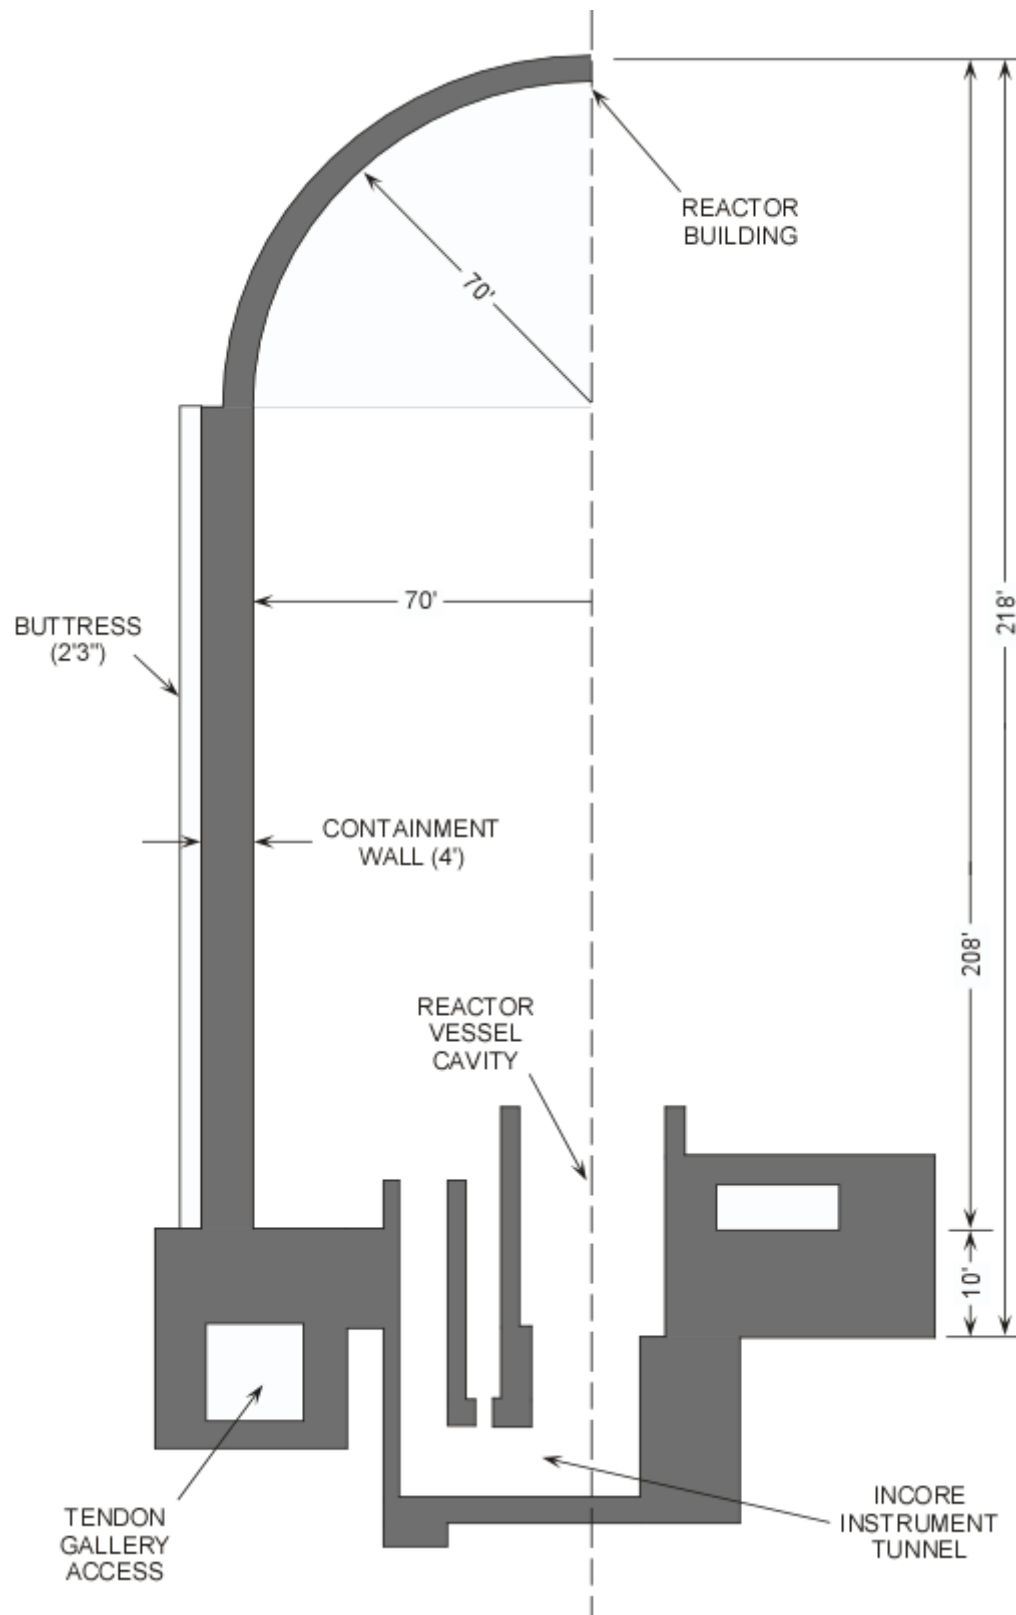 REACTOR
BUILDING
70'
70'
218'
BUTTRESS
(2'3")
CONTAINMENT
WALL (4')
208'
REACTOR
VESSEL
CAVITY
10'
TENDON
GALLERY
ACCESS
INCORE
INSTRUMENT
TUNNEL